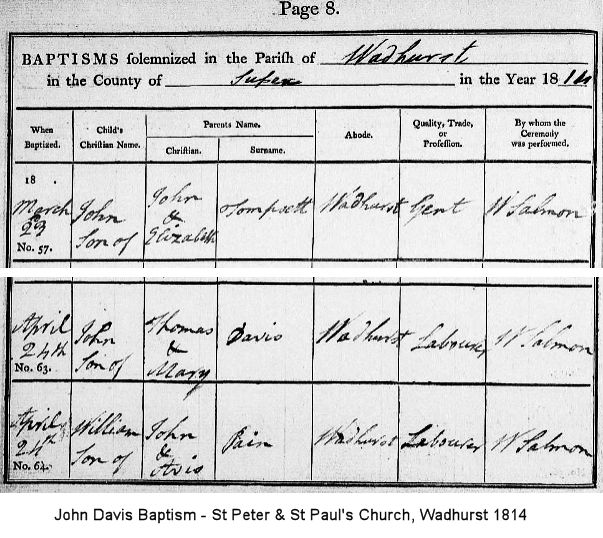 Page 8.
BAPTISMS solemnized in the Parish of Wadhurst
in the County of Sussex in the Year 1814
When Baptized. Child's Christian Name. Parents Name. Abode. Quality, Trade, or Profession. By whom the Ceremony was performed.
Christian. Surname.
18 .
March John John & Tompsett Wadhurst Gent W Salmon
Son of Elizabeth
No. 57.
April John Thomas & Davis Wadhurst Labourer W Salmon
24th Son of Mary
No. 63.
April William John & Pain Wadhurst Labourer W Salmon
24th Son of Avis
No. 64.
John Davis Baptism - St Peter & St Paul's Church, Wadhurst 1814